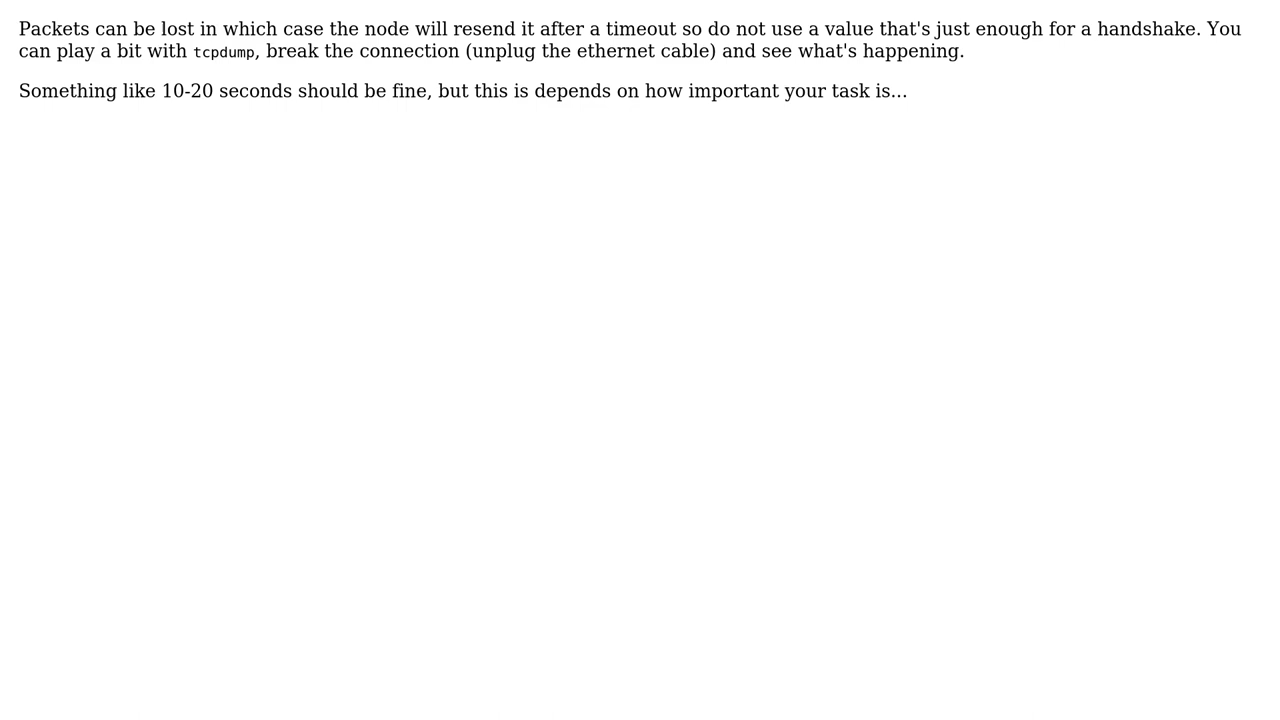 Packets can be lost in which case the node will resend it after a timeout so do not use a value that's just enough for a handshake. You
can play a bit with tcpdump, break the connection (unplug the ethernet cable) and see what's happening.
Something like 10-20 seconds should be fine, but this is depends on how important your task is...